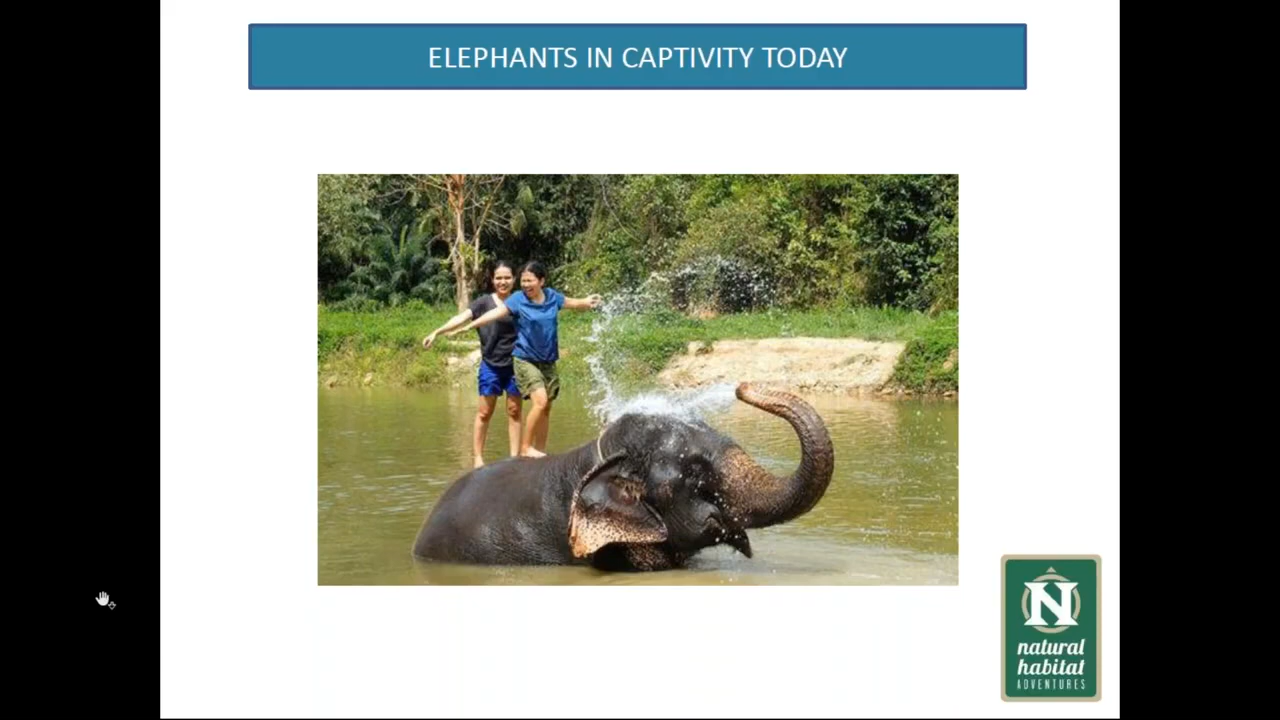 ELEPHANTS IN CAPTIVITY TODAY
N
natural
habitat
ADVENTURES